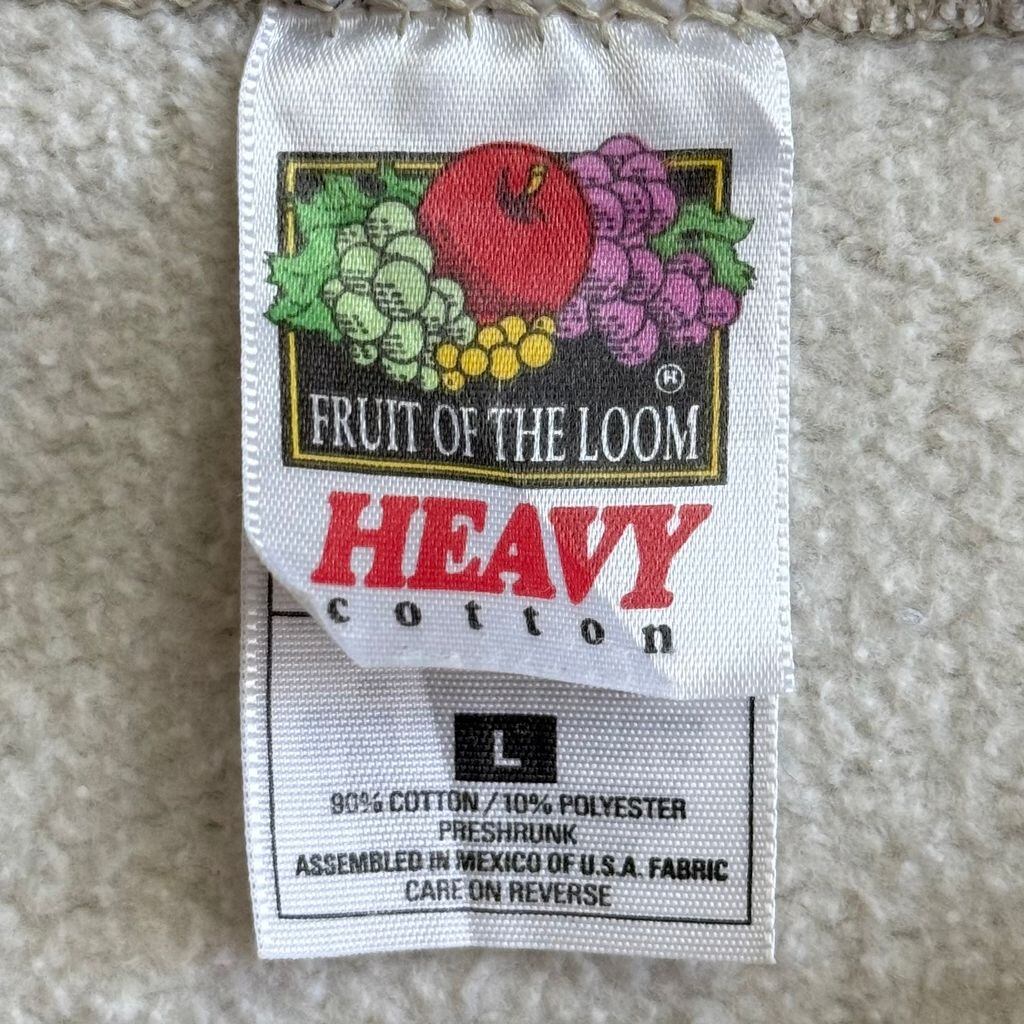 ®
FRUIT OF THE LOOM
HEAVY
cotton
L
90% COTTON / 10% POLYESTER
PRESHRUNK
ASSEMBLED IN MEXICO OF U.S.A. FABRIC
CARE ON REVERSE